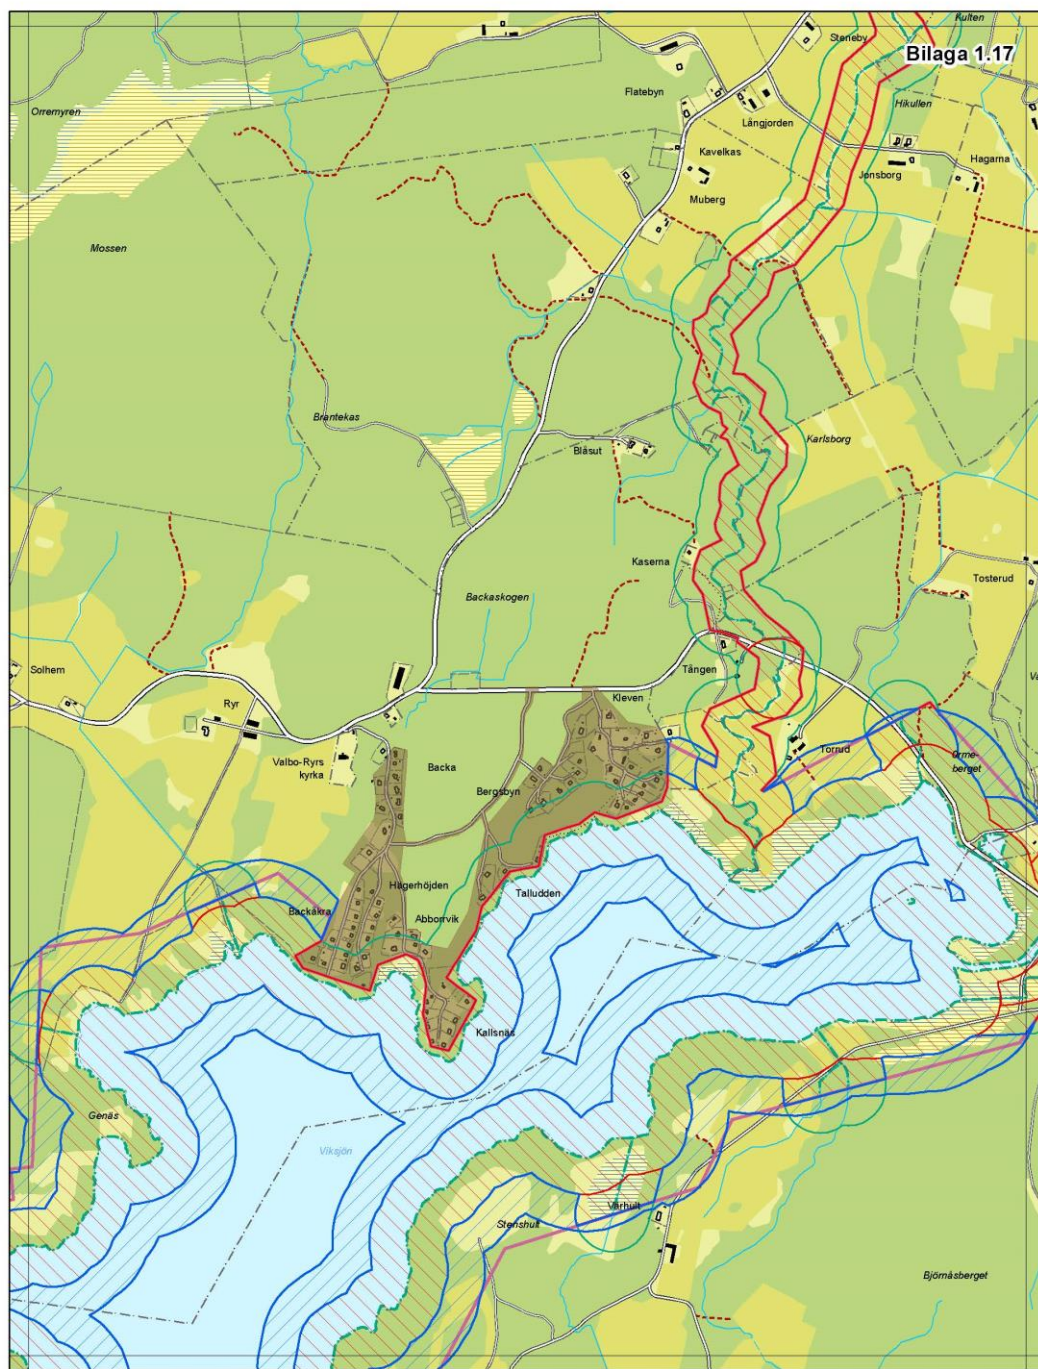 Kulten
Steneby
Bilaga 1.17
Flatebyn
Orremyren
Långjorden
Hikullen
Kavelkas
Hagarna
Jonsborg
Muberg
Mossen
Brantekas
Karlsborg
Blåsut
Kaserna
Tosterud
Backaskogen
Solhem
Tången
Kleven
Ryr
Torrud
Orme-
berget
Valbo-Ryrs
kyrka
Backa
Bergsbyn
Hägerhöjden
Talludden
Backåkra
Abborrvik
Kallsnäs
Genäs
Viksjön
Vårhult
Stenshult
Björnåsberget